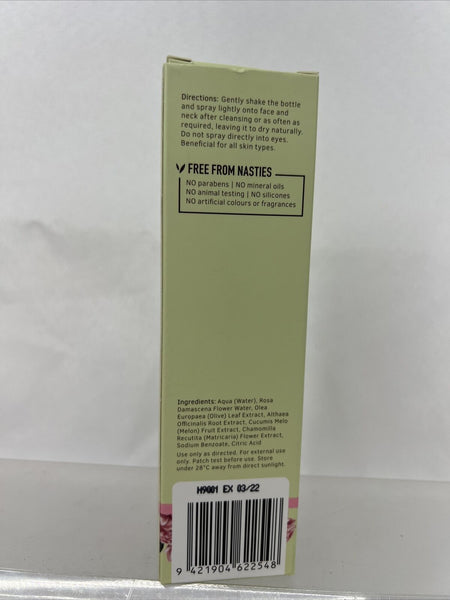 Directions: Gently shake the bottle
and spray lightly onto face and
neck after cleansing or as often as
required, leaving it to dry naturally.
Do not spray directly into eyes.
Beneficial for all skin types.
FREE FROM NASTIES
NO parabens | NO mineral oils
NO animal testing | NO silicones
NO artificial colours or fragrances
Ingredients: Aqua (Water), Rosa
Damascena Flower Water, Olea
Europaea (Olive) Leaf Extract, Althaea
Officinalis Root Extract, Cucumis Melo
(Melon) Fruit Extract, Chamomilla
Recutita (Matricaria) Flower Extract,
Sodium Benzoate, Citric Acid
Use only as directed. For external use
only. Patch test before use. Store
under 28°C away from direct sunlight.
H9001 EX 03/22
9 421904 622548